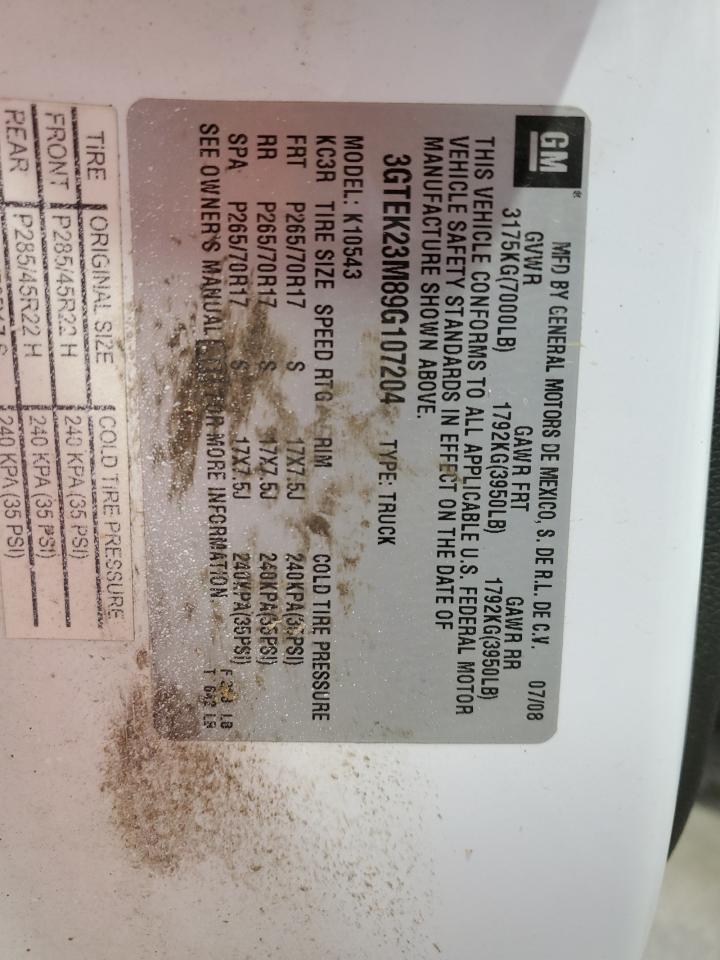 GM
MFD BY GENERAL MOTORS DE MEXICO, S. DE R.L. DE C.V. 07/08
GVWR GAWR FRT GAWR RR
3175KG(7000LB) 1792KG(3950LB) 1792KG(3950LB)
THIS VEHICLE CONFORMS TO ALL APPLICABLE U.S. FEDERAL MOTOR
VEHICLE SAFETY STANDARDS IN EFFECT ON THE DATE OF
MANUFACTURE SHOWN ABOVE.
3GTEK23M89G107204 TYPE: TRUCK
MODEL: K10543
KC3R TIRE SIZE SPEED RTG RIM COLD TIRE PRESSURE
FRT P265/70R17 S 17X7.5J 240KPA(35PSI)
RR P265/70R17 S 17X7.5J 240KPA(35PSI)
SPA P265/70R17 S 17X7.5J 240KPA(35PSI)
SEE OWNER'S MANUAL FOR MORE INFORMATION
TIRE ORIGINAL SIZE COLD TIRE PRESSURE
FRONT P285/45R22 H 240 KPA (35 PSI)
REAR P285/45R22 H 240 KPA (35 PSI)
240 KPA (35 PSI)